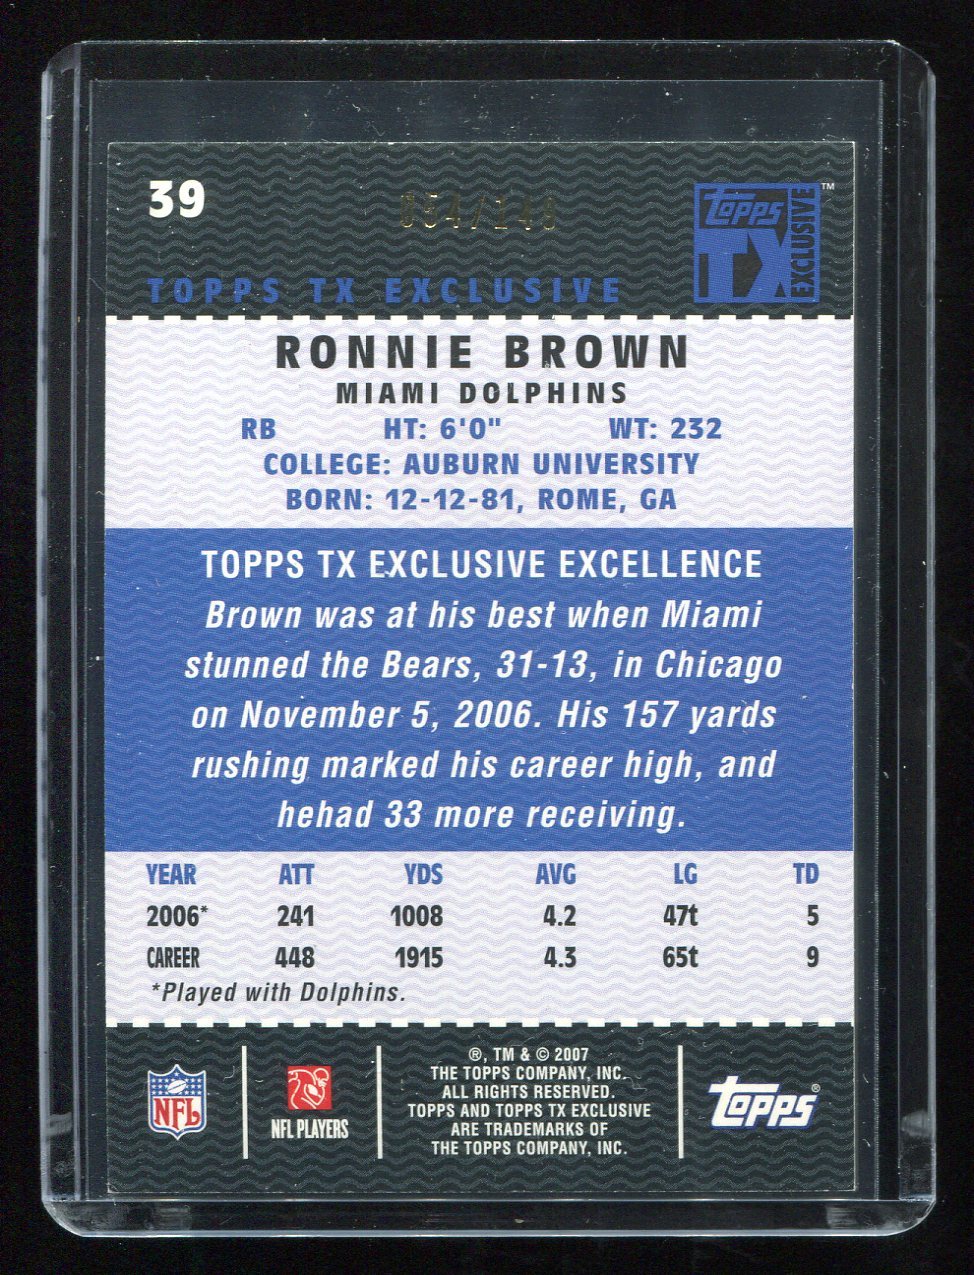 39
TOPPS
TX
EXCLUSIVE
™
TOPPS TX EXCLUSIVE
RONNIE BROWN
MIAMI DOLPHINS
RB HT: 6'0" WT: 232
COLLEGE: AUBURN UNIVERSITY
BORN: 12-12-81, ROME, GA
TOPPS TX EXCLUSIVE EXCELLENCE
Brown was at his best when Miami
stunned the Bears, 31-13, in Chicago
on November 5, 2006. His 157 yards
rushing marked his career high, and
hehad 33 more receiving.
YEAR ATT YDS AVG LG TD
2006* 241 1008 4.2 47t 5
CAREER 448 1915 4.3 65t 9
*Played with Dolphins.
NFL
NFL PLAYERS
®, TM & © 2007
THE TOPPS COMPANY, INC.
ALL RIGHTS RESERVED.
TOPPS AND TOPPS TX EXCLUSIVE
ARE TRADEMARKS OF
THE TOPPS COMPANY, INC.
Topps®